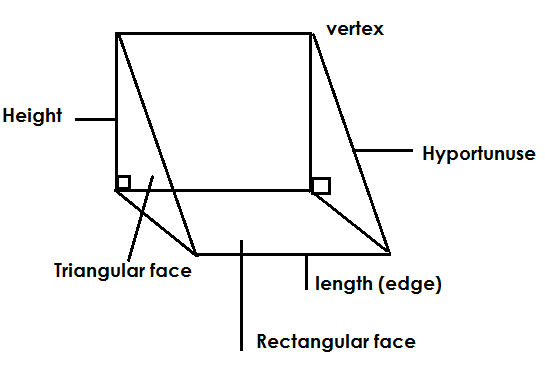 vertex
Height
Hyportunuse
Triangular face
length (edge)
Rectangular face